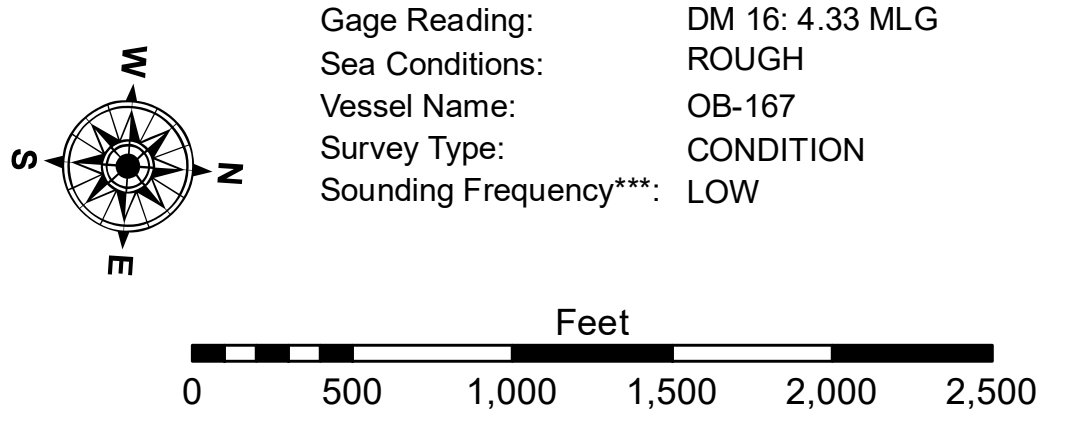 Gage Reading: DM 16: 4.33 MLG
Sea Conditions: ROUGH
Vessel Name: OB-167
Survey Type: CONDITION
Sounding Frequency***: LOW
W
S N
E
Feet
0 500 1,000 1,500 2,000 2,500